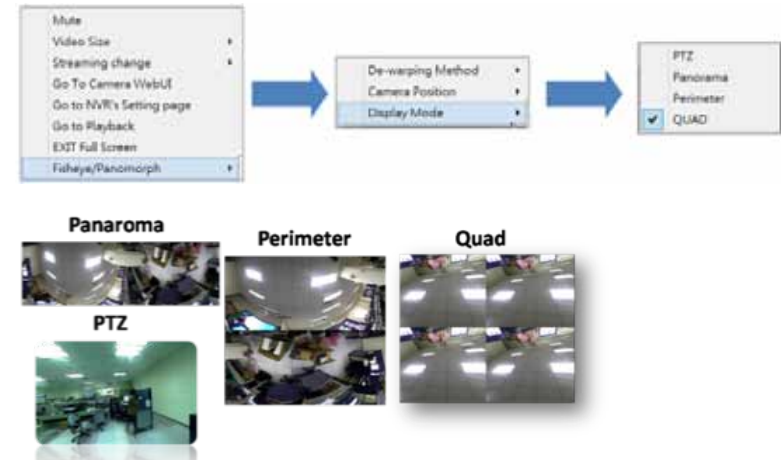 Mute
Video Size
Streaming change
Go To Camera WebUI
Go to NVR's Setting page
Go to Playback
EXIT Full Screen
Fisheye/Panomorph
De-warping Method
Camera Position
Display Mode
PTZ
Panorama
Perimeter
QUAD
Panaroma
Perimeter
Quad
PTZ